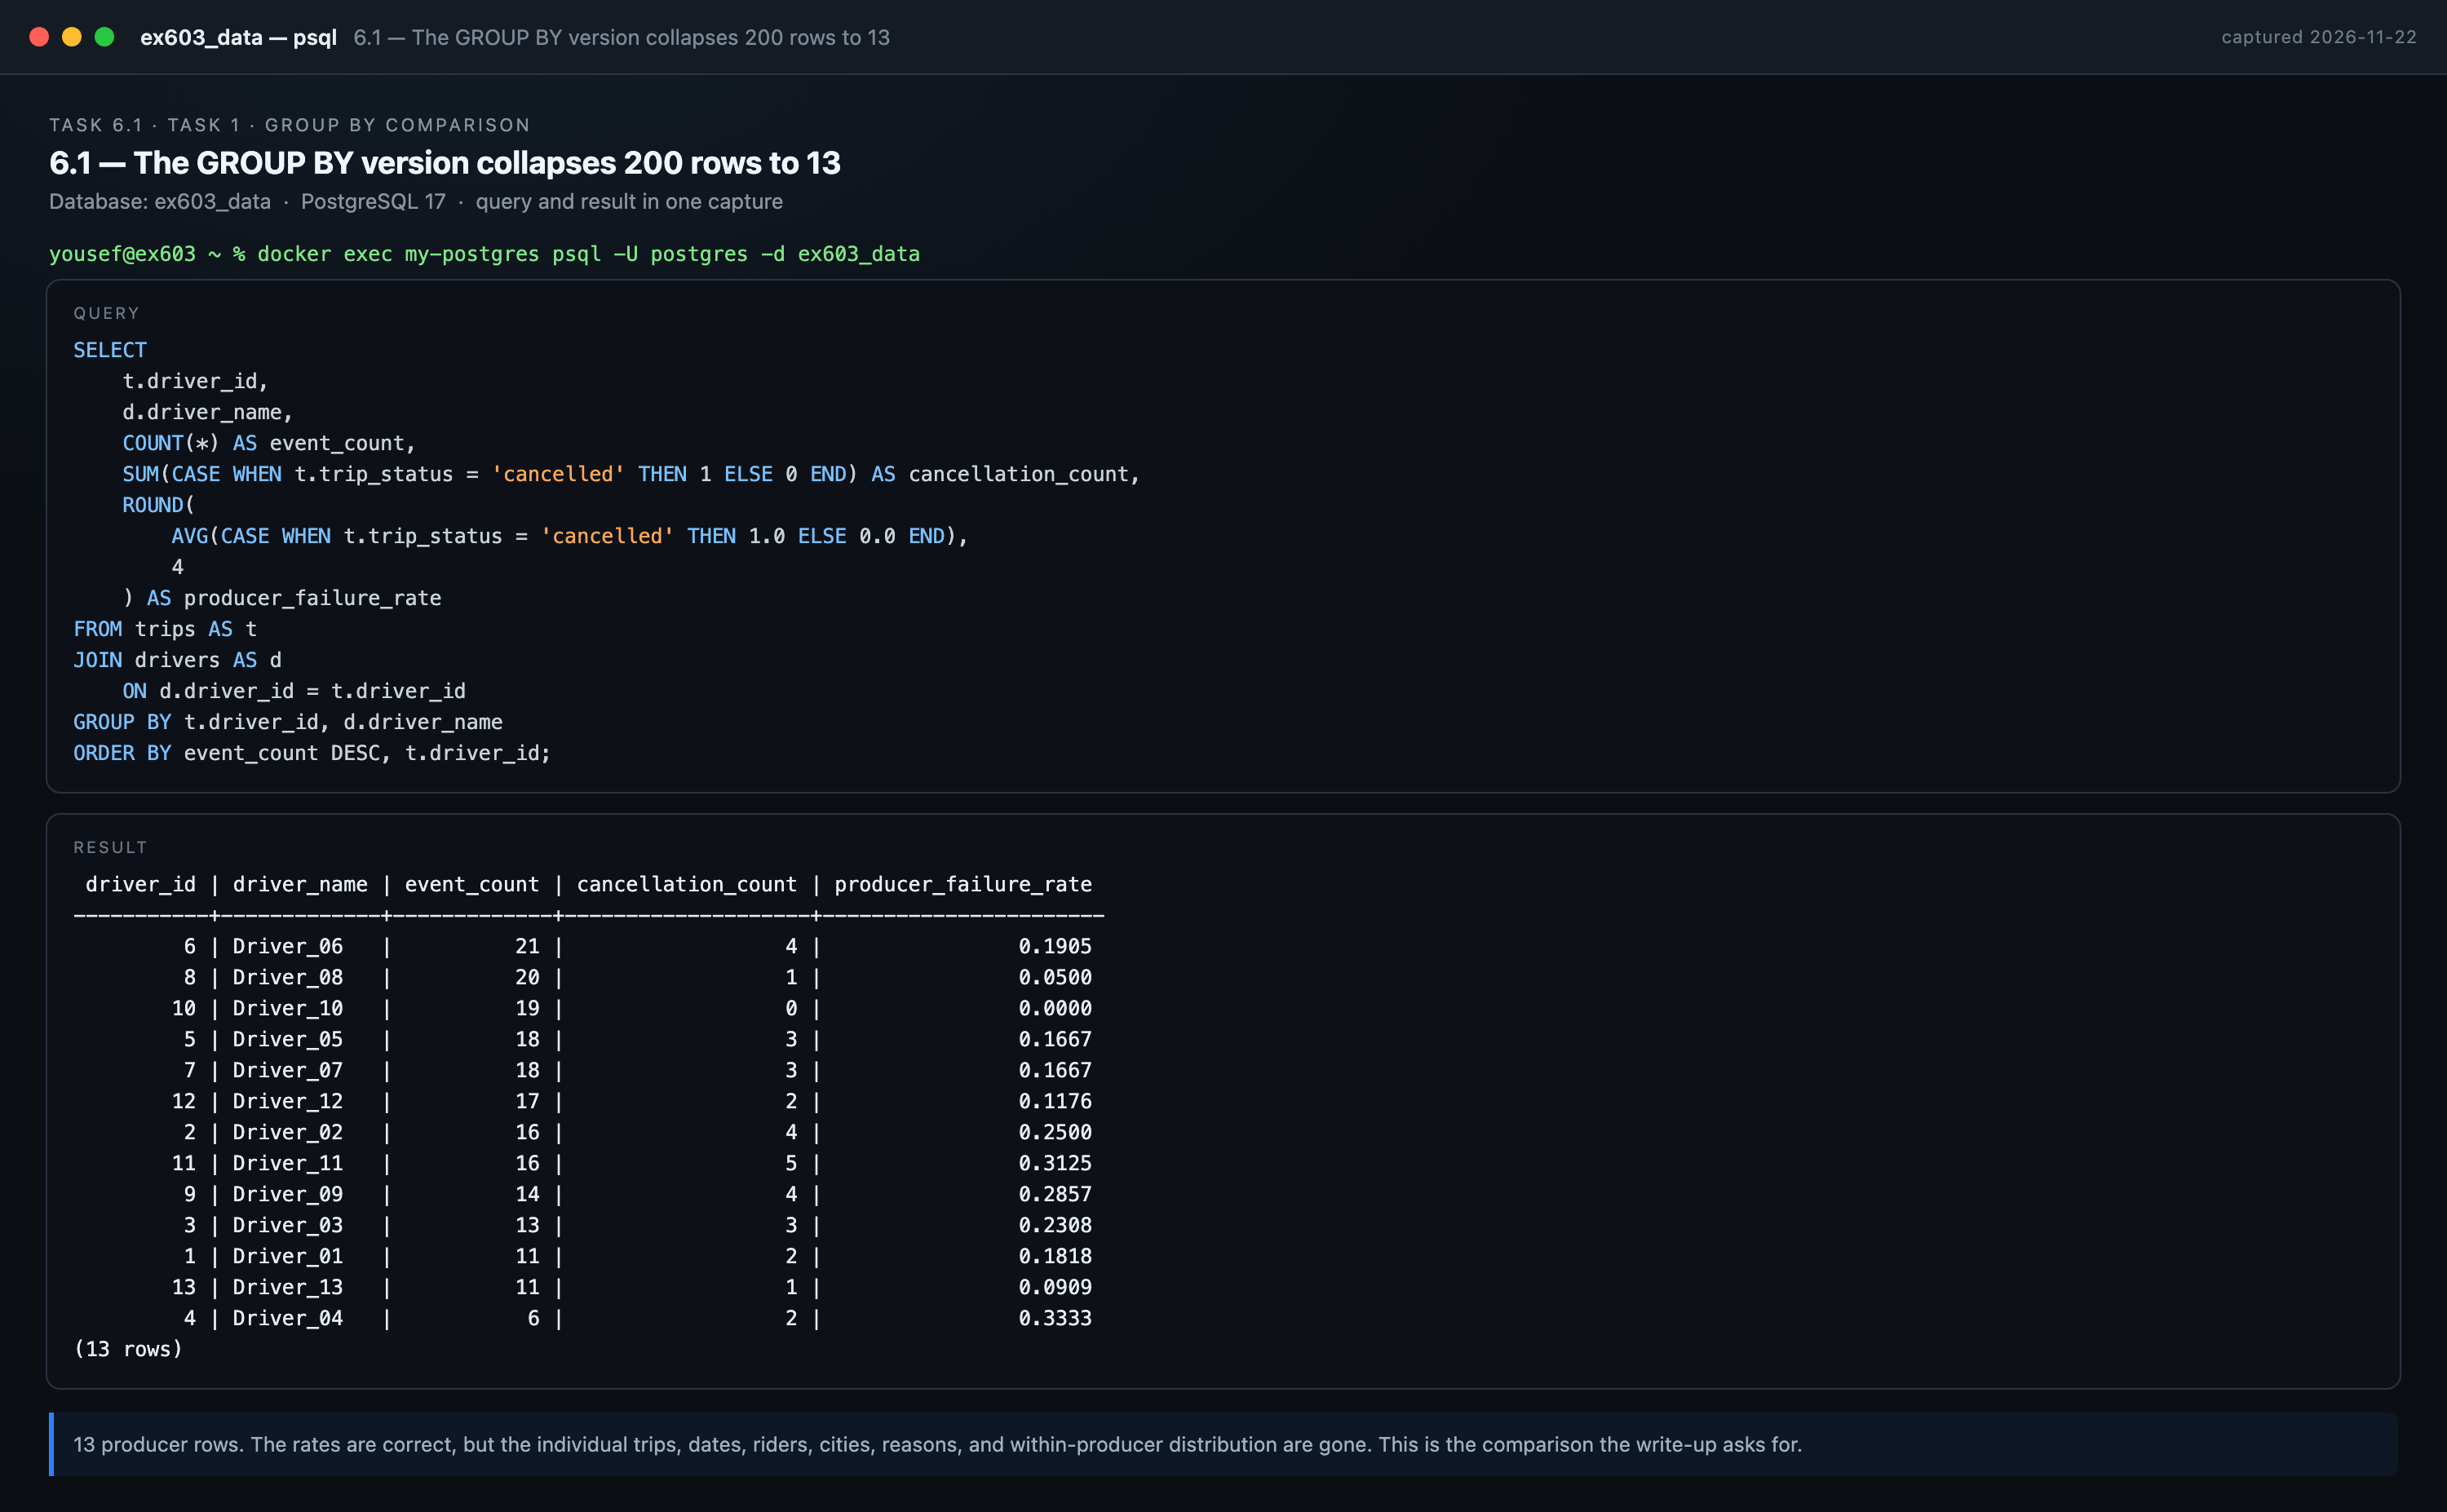 ex603_data — psql 6.1 — The GROUP BY version collapses 200 rows to 13
captured 2026-11-22
TASK 6.1 · TASK 1 · GROUP BY COMPARISON
6.1 — The GROUP BY version collapses 200 rows to 13
Database: ex603_data · PostgreSQL 17 · query and result in one capture
yousef@ex603 ~ % docker exec my-postgres psql -U postgres -d ex603_data
QUERY
SELECT
    t.driver_id,
    d.driver_name,
    COUNT(*) AS event_count,
    SUM(CASE WHEN t.trip_status = 'cancelled' THEN 1 ELSE 0 END) AS cancellation_count,
    ROUND(
        AVG(CASE WHEN t.trip_status = 'cancelled' THEN 1.0 ELSE 0.0 END),
        4
    ) AS producer_failure_rate
FROM trips AS t
JOIN drivers AS d
    ON d.driver_id = t.driver_id
GROUP BY t.driver_id, d.driver_name
ORDER BY event_count DESC, t.driver_id;
RESULT
 driver_id | driver_name | event_count | cancellation_count | producer_failure_rate
-----------+-------------+-------------+--------------------+-----------------------
         6 | Driver_06   |          21 |                  4 |                0.1905
         8 | Driver_08   |          20 |                  1 |                0.0500
        10 | Driver_10   |          19 |                  0 |                0.0000
         5 | Driver_05   |          18 |                  3 |                0.1667
         7 | Driver_07   |          18 |                  3 |                0.1667
        12 | Driver_12   |          17 |                  2 |                0.1176
         2 | Driver_02   |          16 |                  4 |                0.2500
        11 | Driver_11   |          16 |                  5 |                0.3125
         9 | Driver_09   |          14 |                  4 |                0.2857
         3 | Driver_03   |          13 |                  3 |                0.2308
         1 | Driver_01   |          11 |                  2 |                0.1818
        13 | Driver_13   |          11 |                  1 |                0.0909
         4 | Driver_04   |           6 |                  2 |                0.3333
(13 rows)
13 producer rows. The rates are correct, but the individual trips, dates, riders, cities, reasons, and within-producer distribution are gone. This is the comparison the write-up asks for.